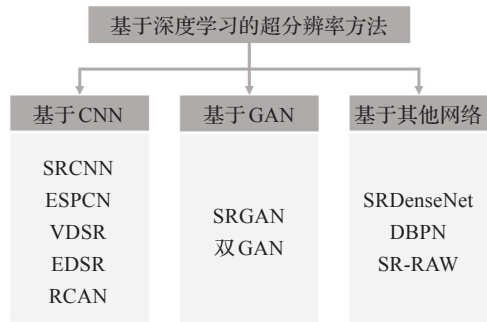 基于深度学习的超分辨率方法
基于CNN
SRCNN
ESPCN
VDSR
EDSR
RCAN
基于GAN
SRGAN
双GAN
基于其他网络
SRDenseNet
DBPN
SR-RAW